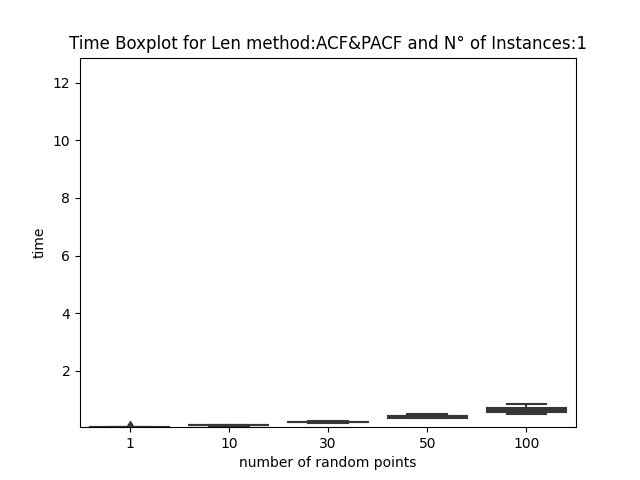 Time Boxplot for Len method:ACF&PACF and N° of Instances:1
12
10
8
6
4
2
time
1 10 30 50 100
number of random points